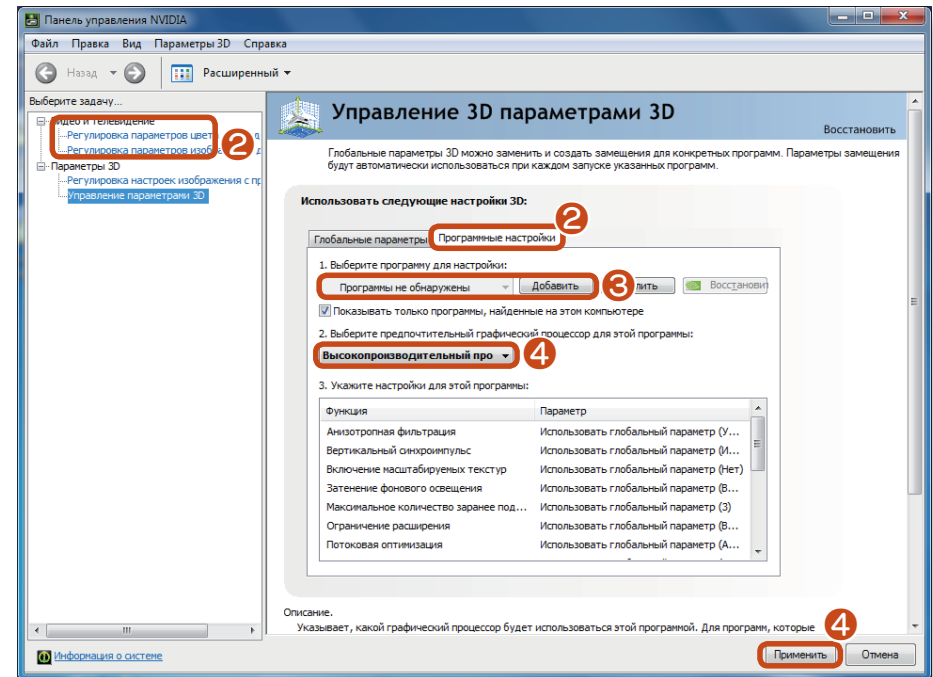 Панель управления NVIDIA
Файл Правка Вид Параметры 3D Справка
Назад Расширенный
Выберите задачу...
Видео и телевидение
Регулировка параметров цвета д
Регулировка параметров изобра д
Параметры 3D
Регулировка настроек изображения с пр
Управление параметрами 3D
2
Управление 3D параметрами 3D
Восстановить
Глобальные параметры 3D можно заменить и создать замещения для конкретных программ. Параметры замещения
будут автоматически использоваться при каждом запуске указанных программ.
Использовать следующие настройки 3D:
2
Глобальные параметры Программные настройки
1. Выберите программу для настройки:
Программы не обнаружены Добавить 3 лить Восстановит
Показывать только программы, найденные на этом компьютере
2. Выберите предпочтительный графический процессор для этой программы:
Высокопроизводительный про 4
3. Укажите настройки для этой программы:
Функция Параметр
Анизотропная фильтрация Использовать глобальный параметр (У...
Вертикальный синхроимпульс Использовать глобальный параметр (И...
Включение масштабируемых текстур Использовать глобальный параметр (Нет)
Затенение фонового освещения Использовать глобальный параметр (В...
Максимальное количество заранее под... Использовать глобальный параметр (3)
Ограничение расширения Использовать глобальный параметр (В...
Потоковая оптимизация Использовать глобальный параметр (А...
Описание.
Указывает, какой графический процессор будет использоваться этой программой. Для программ, которые
4
Информация о системе
Применить Отмена